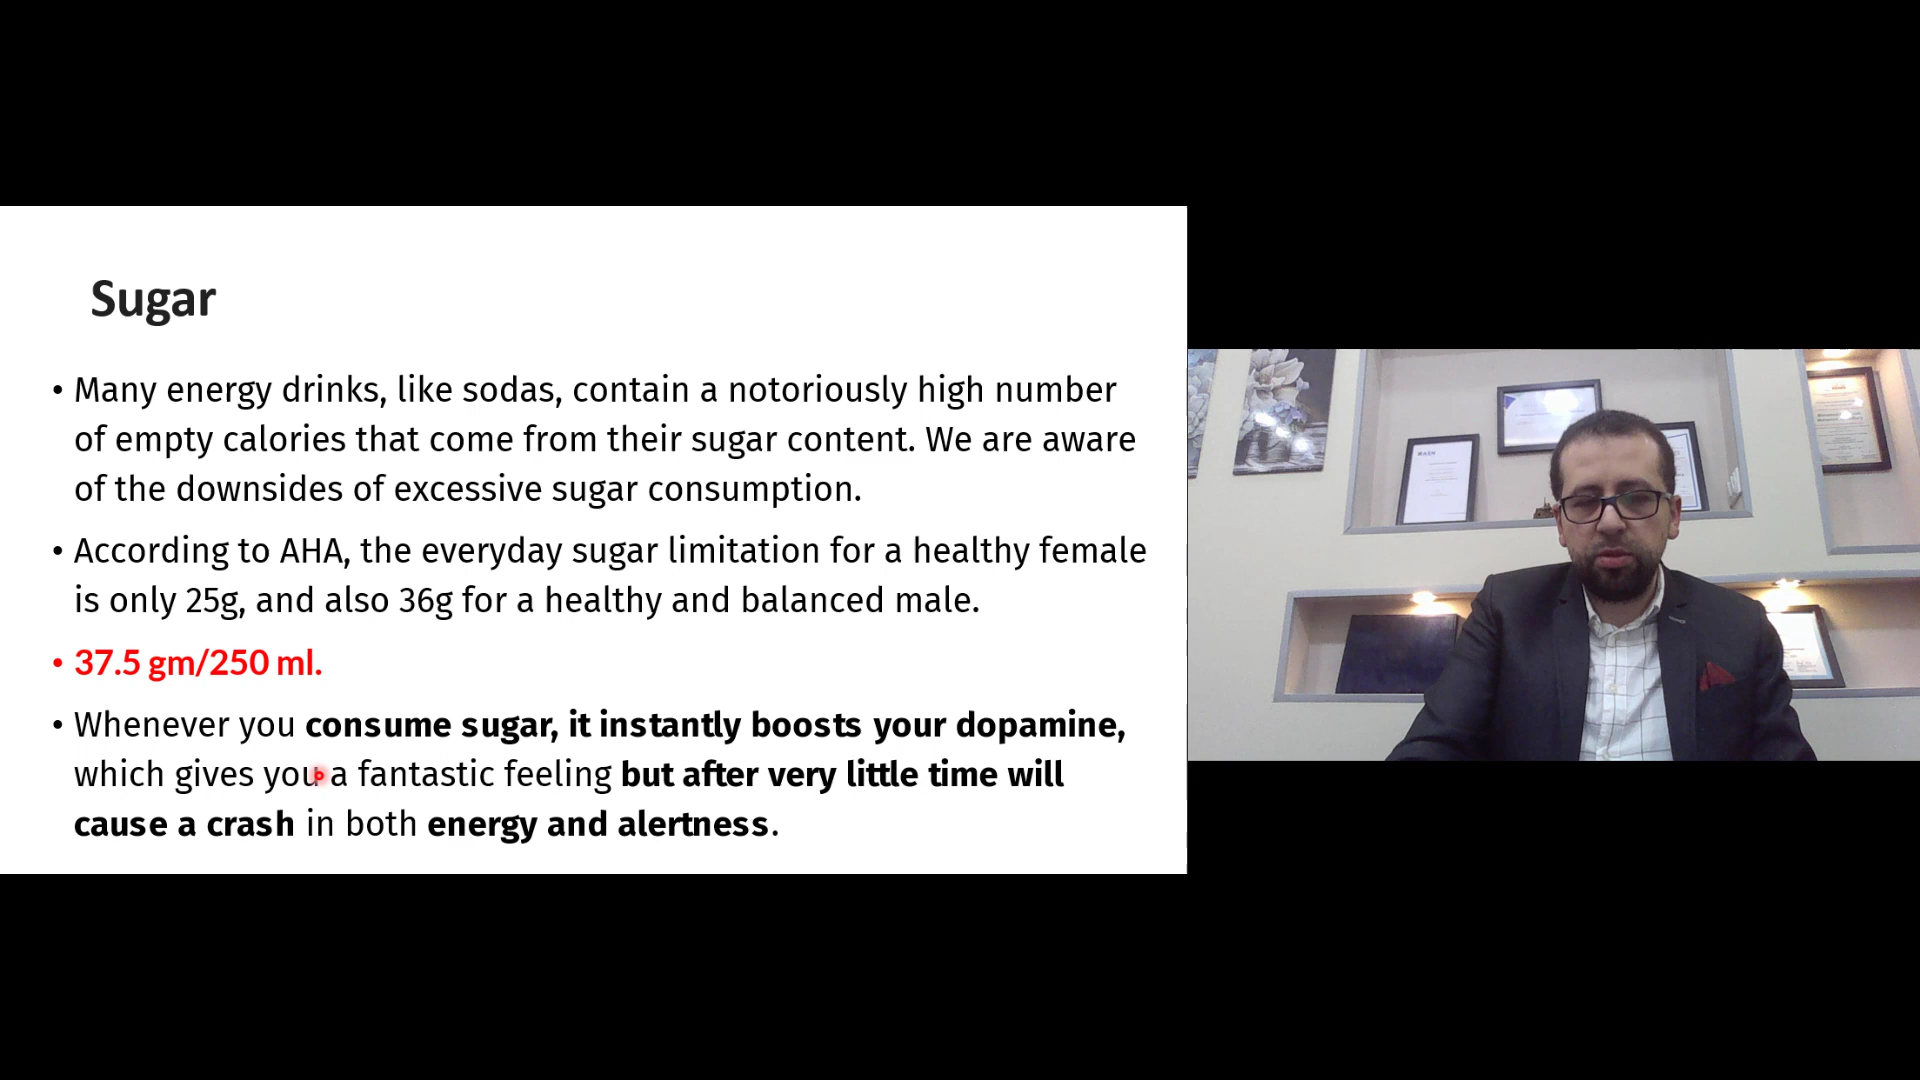 Sugar
• Many energy drinks, like sodas, contain a notoriously high number
of empty calories that come from their sugar content. We are aware
of the downsides of excessive sugar consumption.
• According to AHA, the everyday sugar limitation for a healthy female
is only 25g, and also 36g for a healthy and balanced male.
• 37.5 gm/250 ml.
• Whenever you consume sugar, it instantly boosts your dopamine,
which gives you a fantastic feeling but after very little time will
cause a crash in both energy and alertness.